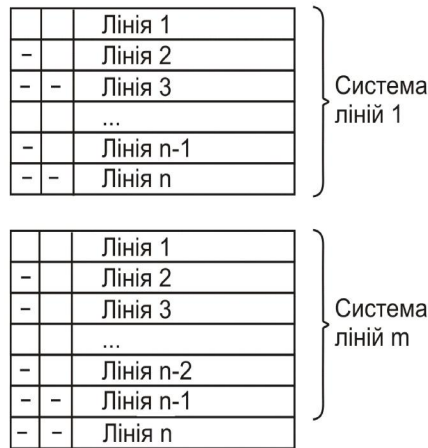 Лінія 1
– Лінія 2
– – Лінія 3
...
– Лінія n-1
– – Лінія n
Система
ліній 1
Лінія 1
– Лінія 2
– Лінія 3
...
– Лінія n-2
– – Лінія n-1
– – Лінія n
Система
ліній m